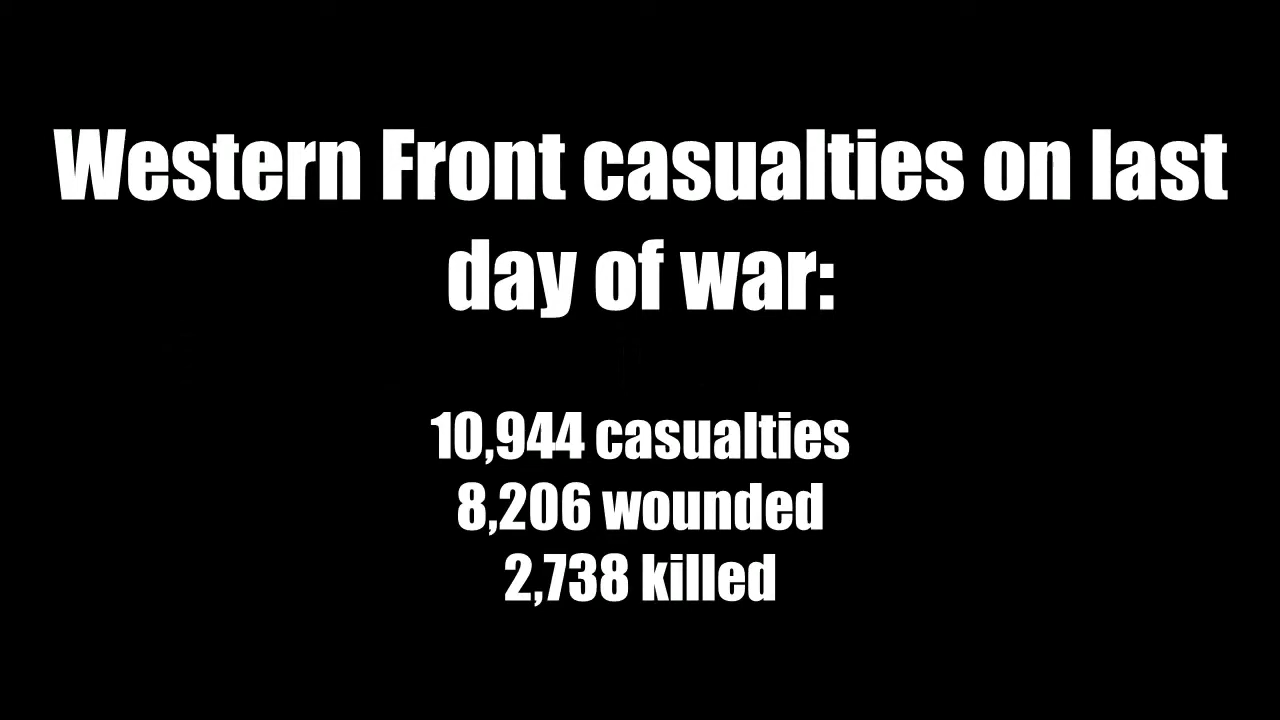 Western Front casualties on last
day of war:
10,944 casualties
8,206 wounded
2,738 killed